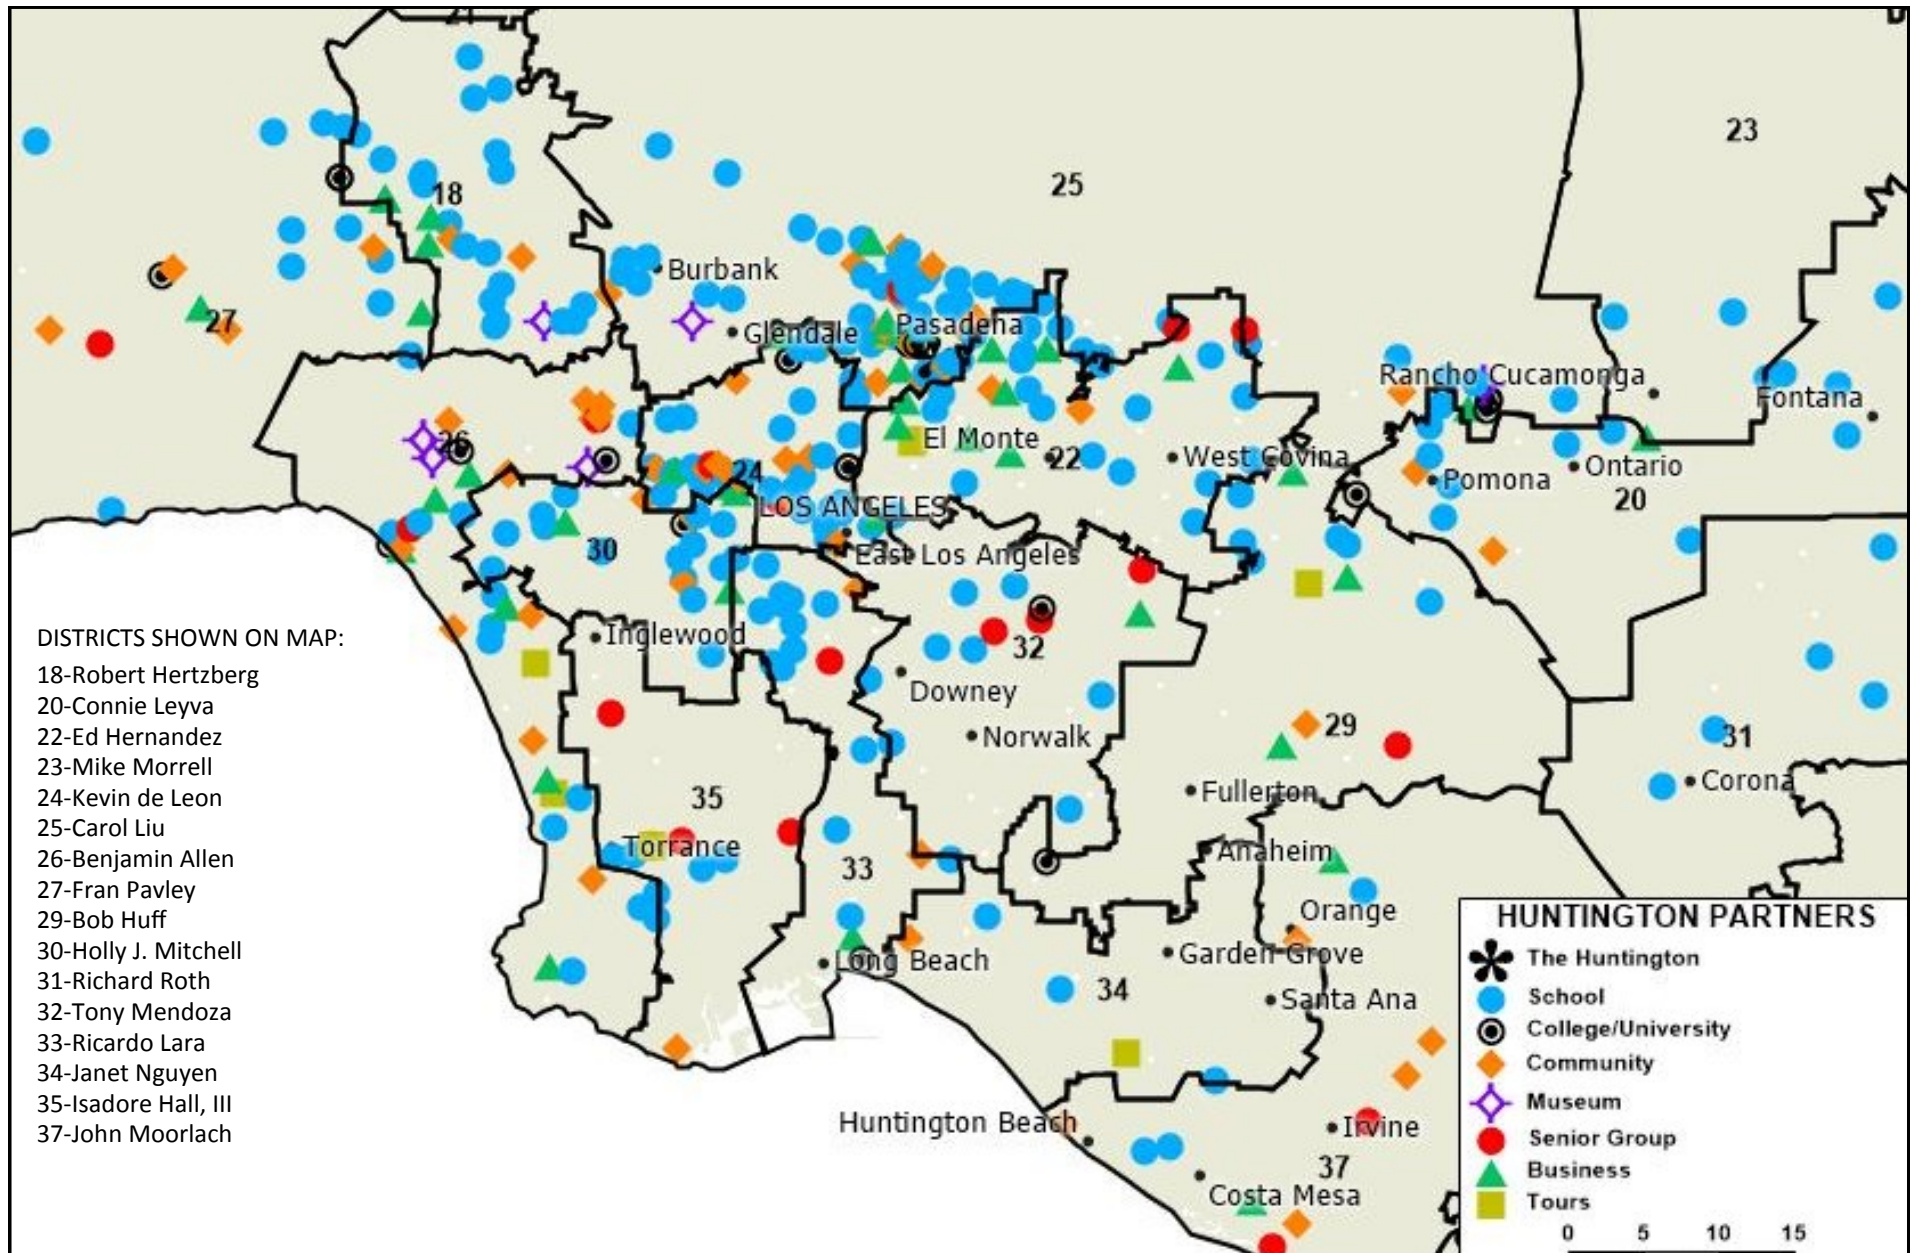 21
23
25
18
Burbank
27
Glendale
Pasadena
Rancho Cucamonga
Fontana
26
El Monte
22
West Covina
24
Pomona
Ontario
20
LOS ANGELES
30
East Los Angeles
Inglewood
32
Downey
29
Norwalk
31
Corona
35
Fullerton
Torrance
33
Anaheim
Orange
Long Beach
Garden Grove
34
Santa Ana
Huntington Beach
Irvine
37
Costa Mesa
DISTRICTS SHOWN ON MAP:
18-Robert Hertzberg
20-Connie Leyva
22-Ed Hernandez
23-Mike Morrell
24-Kevin de Leon
25-Carol Liu
26-Benjamin Allen
27-Fran Pavley
29-Bob Huff
30-Holly J. Mitchell
31-Richard Roth
32-Tony Mendoza
33-Ricardo Lara
34-Janet Nguyen
35-Isadore Hall, III
37-John Moorlach
HUNTINGTON PARTNERS
The Huntington
School
College/University
Community
Museum
Senior Group
Business
Tours
0 5 10 15